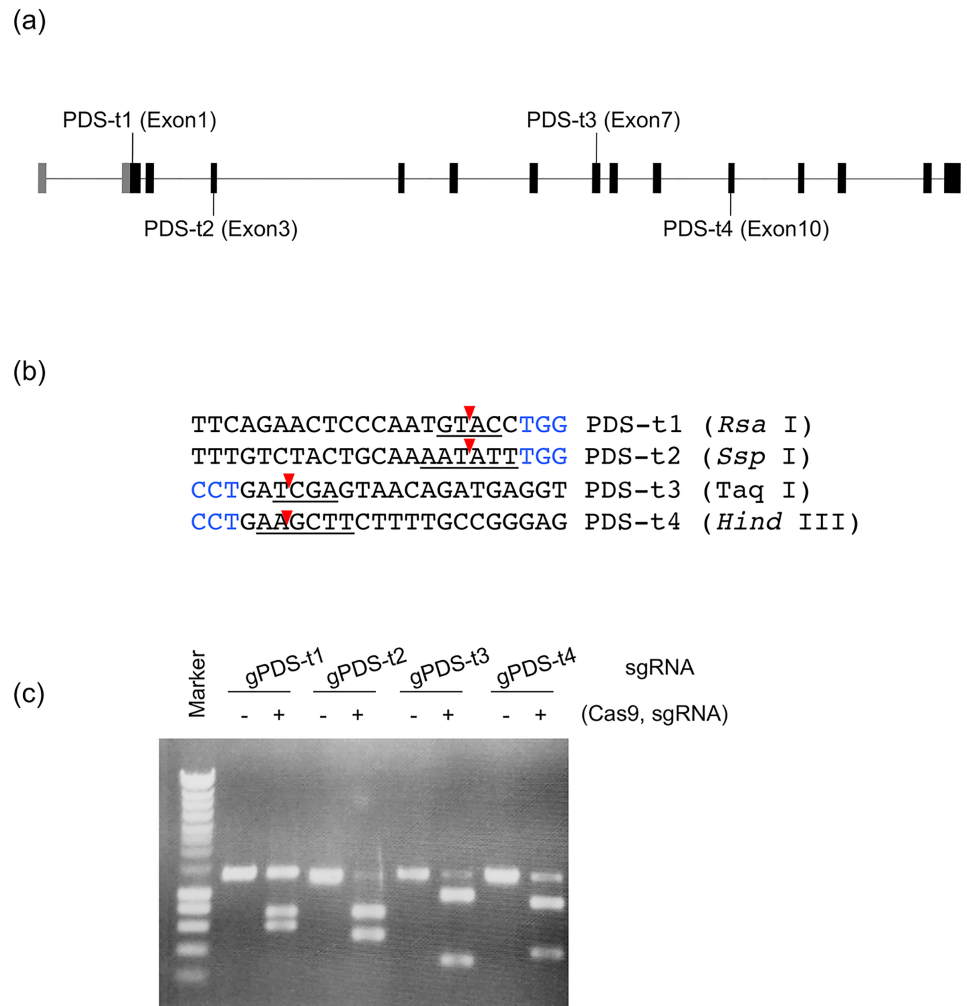 (a)
PDS-t1 (Exon1)
PDS-t3 (Exon7)
PDS-t2 (Exon3)
PDS-t4 (Exon10)
(b)
TTCAGAACTCCCAATGTACCTGG PDS-t1 (Rsa I)
TTTGTCTACTGCAAAATATTTGG PDS-t2 (Ssp I)
CCTGATCGAGTAACAGATGAGGT PDS-t3 (Taq I)
CCTGAAGCTTCTTTTGCCGGGAG PDS-t4 (Hind III)
(c)
Marker
gPDS-t1 gPDS-t2 gPDS-t3 gPDS-t4 sgRNA
- + - + - + - + (Cas9, sgRNA)